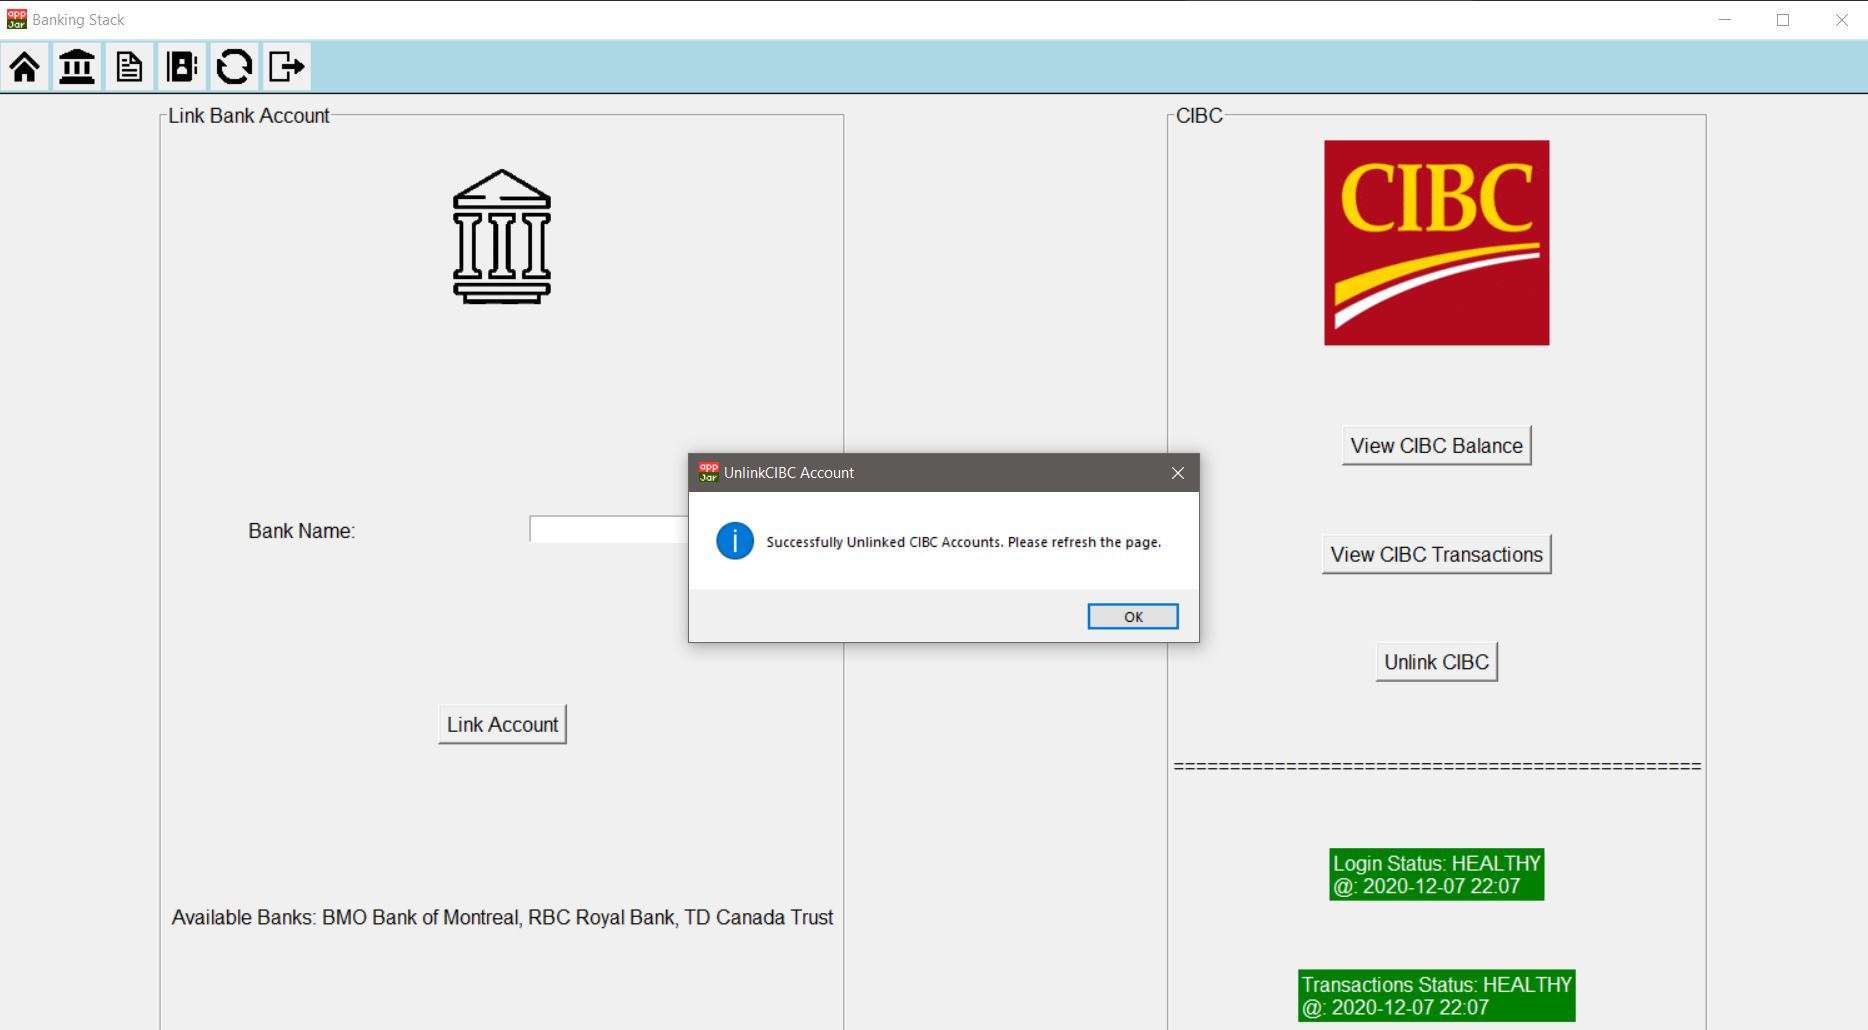 app
Jar
Banking Stack
Link Bank Account
Bank Name:
Link Account
Available Banks: BMO Bank of Montreal, RBC Royal Bank, TD Canada Trust
app
Jar
UnlinkCIBC Account
Successfully Unlinked CIBC Accounts. Please refresh the page.
OK
CIBC
CIBC
View CIBC Balance
View CIBC Transactions
Unlink CIBC
===============================================
Login Status: HEALTHY
@: 2020-12-07 22:07
Transactions Status: HEALTHY
@: 2020-12-07 22:07